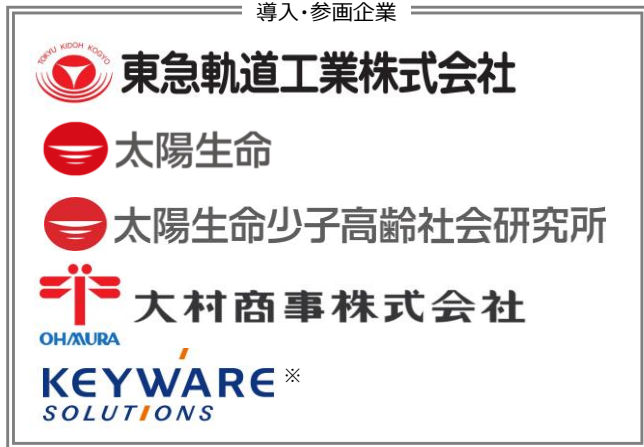 導入・参画企業
TOKYU KIDOH KOGYO
東急軌道工業株式会社
太陽生命
太陽生命少子高齢社会研究所
大村商事株式会社
OHMURA
KEYWARE ※
SOLUTIONS